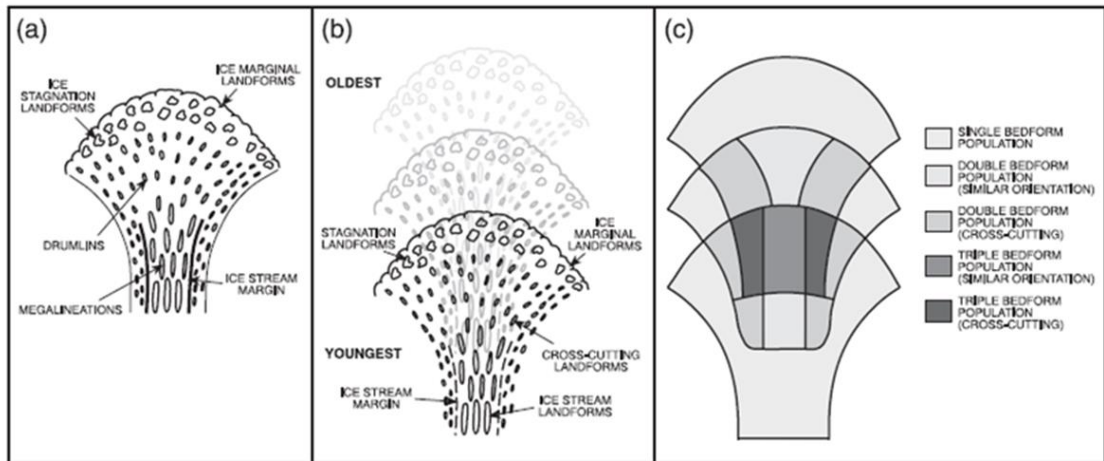 (a)
ICE
STAGNATION
LANDFORMS
ICE MARGINAL
LANDFORMS
DRUMLINS
MEGALINEATIONS
ICE STREAM
MARGIN
(b)
OLDEST
STAGNATION
LANDFORMS
ICE
MARGINAL
LANDFORMS
YOUNGEST
CROSS-CUTTING
LANDFORMS
ICE STREAM
MARGIN
ICE STREAM
LANDFORMS
(c)
SINGLE BEDFORM
POPULATION
DOUBLE BEDFORM
POPULATION
(SIMILAR ORIENTATION)
DOUBLE BEDFORM
POPULATION
(CROSS-CUTTING)
TRIPLE BEDFORM
POPULATION
(SIMILAR ORIENTATION)
TRIPLE BEDFORM
POPULATION
(CROSS-CUTTING)